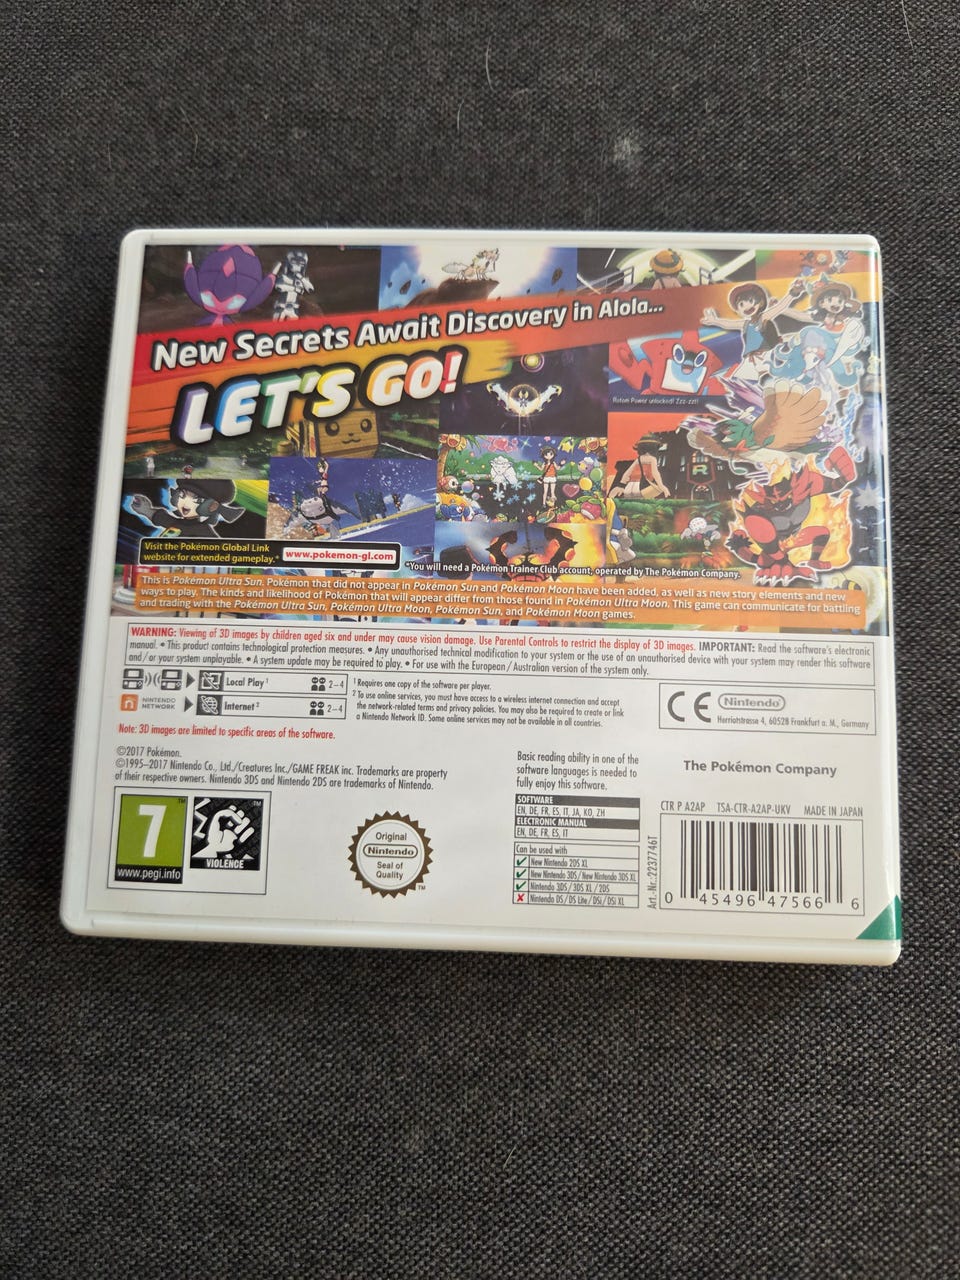 New Secrets Await Discovery in Alola...
LET'S GO!
Rotom Power unlocked! Zzz-zzt!
R
Visit the Pokémon Global Link
website for extended gameplay.*
www.pokemon-gl.com
*You will need a Pokémon Trainer Club account, operated by The Pokémon Company.
This is Pokémon Ultra Sun. Pokémon that did not appear in Pokémon Sun and Pokémon Moon have been added, as well as new story elements and new
ways to play. The kinds and likelihood of Pokémon that will appear differ from those found in Pokémon Ultra Moon. This game can communicate for battling
and trading with the Pokémon Ultra Sun, Pokémon Ultra Moon, Pokémon Sun, and Pokémon Moon games.
WARNING: Viewing of 3D images by children aged six and under may cause vision damage. Use Parental Controls to restrict the display of 3D images. IMPORTANT: Read the software's electronic
manual. • This product contains technological protection measures. • Any unauthorised technical modification to your system or the use of an unauthorised device with your system may render this software
and/or your system unplayable. • A system update may be required to play. • For use with the European/Australian version of the system only.
Local Play¹ 2–4
NINTENDO
NETWORK
Internet² 2–4
¹ Requires one copy of the software per player.
² To use online services, you must have access to a wireless internet connection and accept
the network-related terms and privacy policies. You may also be required to create or link
a Nintendo Network ID. Some online services may not be available in all countries.
CE Nintendo
Herriotstrasse 4, 60528 Frankfurt a. M., Germany
Note: 3D images are limited to specific areas of the software.
©2017 Pokémon.
©1995–2017 Nintendo Co., Ltd./Creatures Inc./GAME FREAK inc. Trademarks are property
of their respective owners. Nintendo 3DS and Nintendo 2DS are trademarks of Nintendo.
Basic reading ability in one of the
software languages is needed to
fully enjoy this software.
The Pokémon Company
SOFTWARE
EN, DE, FR, ES, IT, JA, KO, ZH
ELECTRONIC MANUAL
EN, DE, FR, ES, IT
Can be used with
New Nintendo 2DS XL
New Nintendo 3DS/New Nintendo 3DS XL
Nintendo 3DS/3DS XL/2DS
Nintendo DS/DS Lite/DSi/DSi XL
7
TM
www.pegi.info
TM
VIOLENCE
Original
Nintendo
Seal of
Quality
TM
CTR P A2AP TSA-CTR-A2AP-UKV MADE IN JAPAN
Art.-Nr.:2237746T
0 45496 47566 6